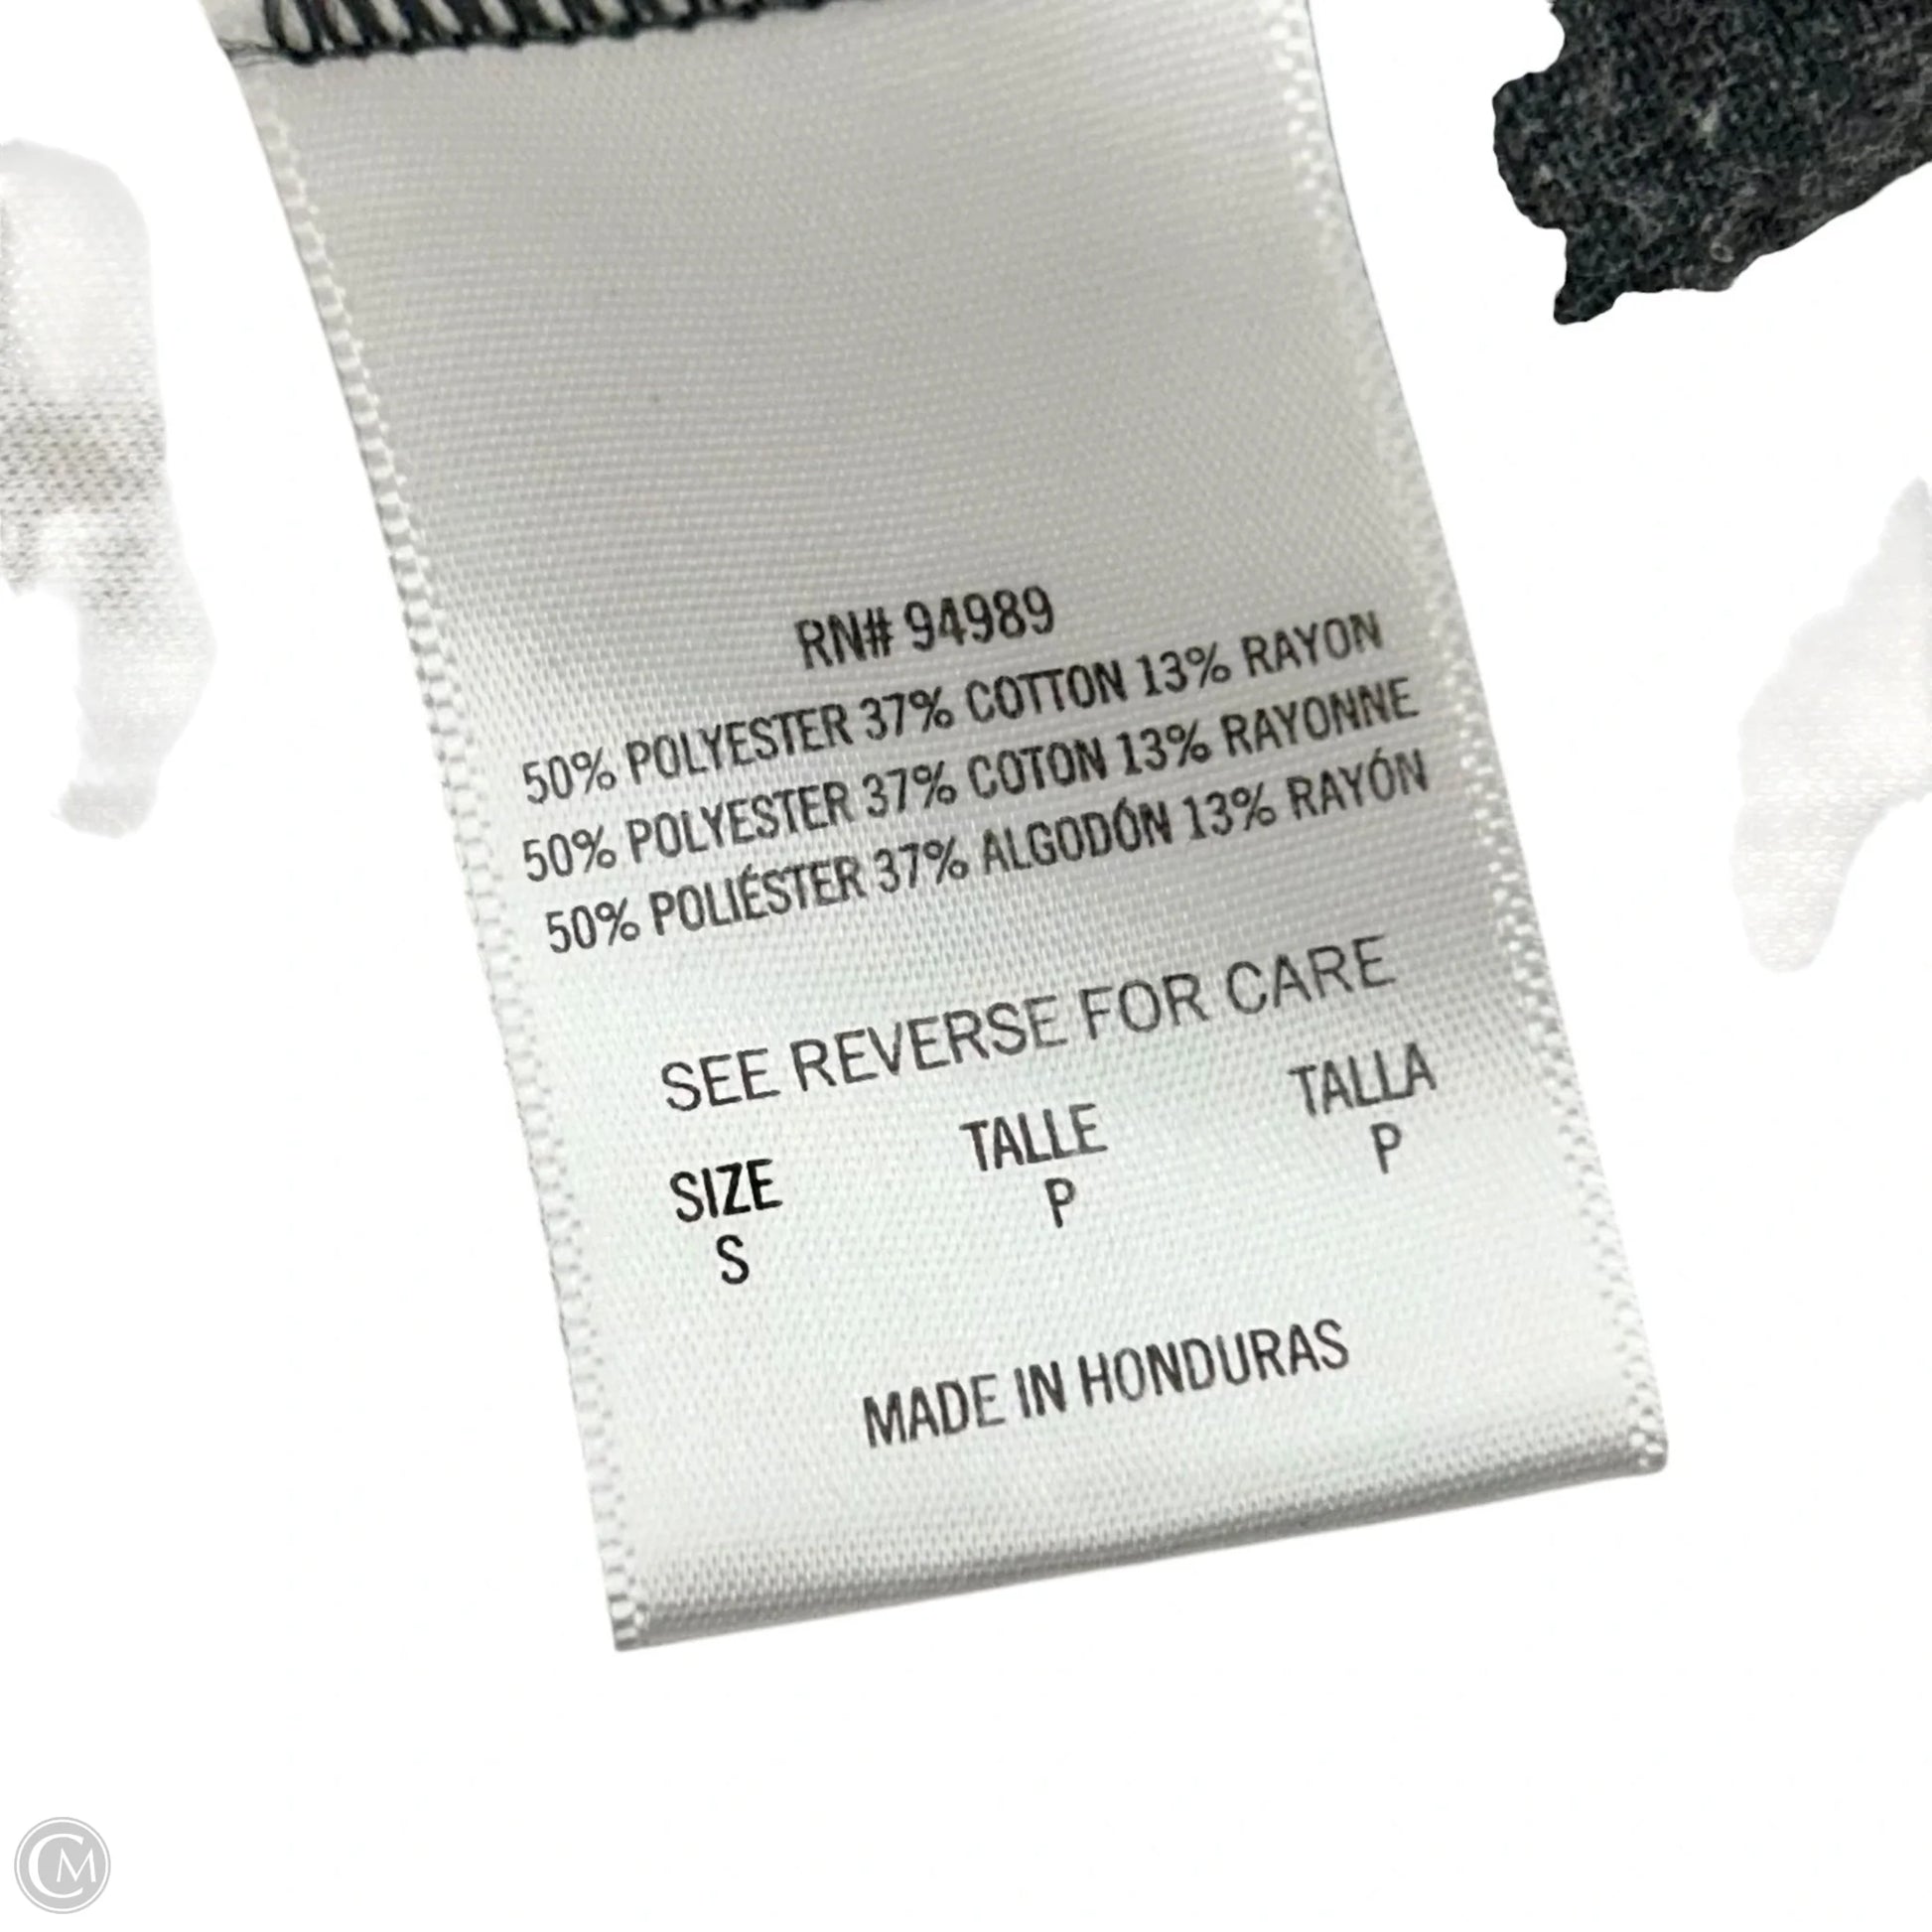 RN# 94989
50% POLYESTER 37% COTTON 13% RAYON
50% POLYESTER 37% COTON 13% RAYONNE
50% POLIÉSTER 37% ALGODÓN 13% RAYÓN
SEE REVERSE FOR CARE
SIZE TALLE TALLA
S P P
MADE IN HONDURAS
CM